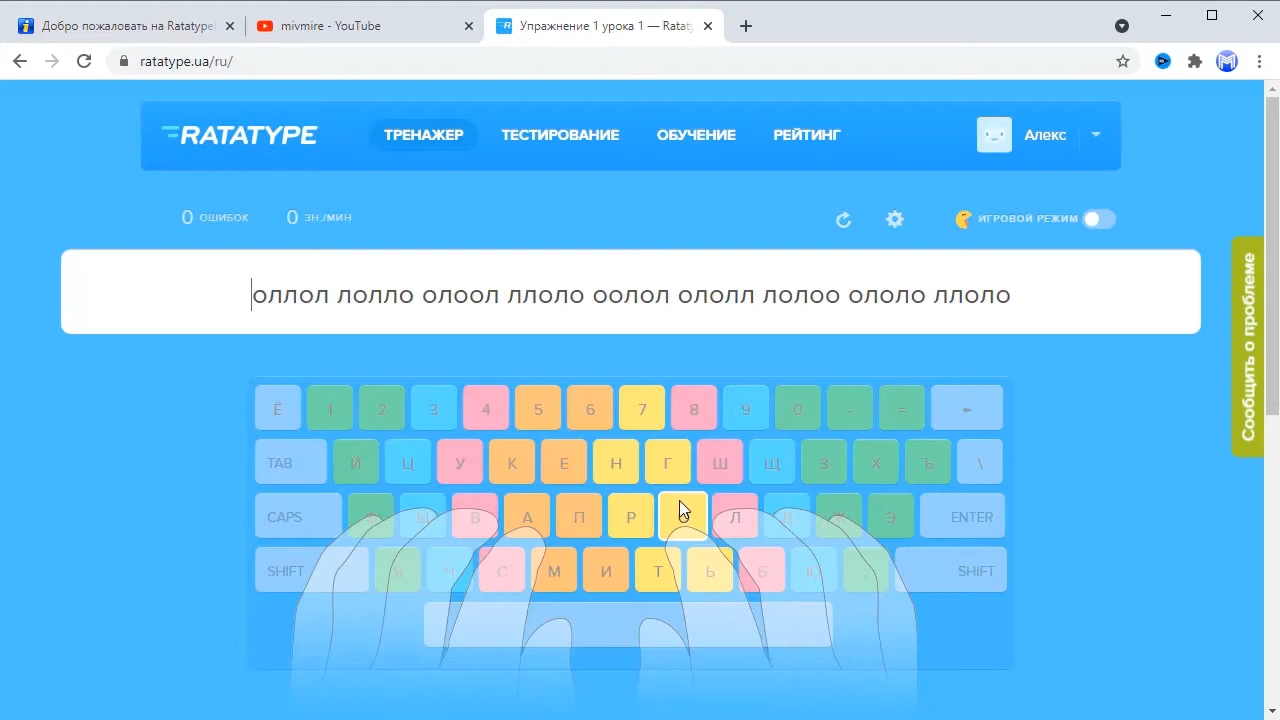 Добро пожаловать на Ratatype
mivmire - YouTube
Упражнение 1 урока 1 — Ratat
ratatype.ua/ru/
RATATYPE ТРЕНАЖЕР ТЕСТИРОВАНИЕ ОБУЧЕНИЕ РЕЙТИНГ Алекс
0 ОШИБОК 0 ЗН./МИН ИГРОВОЙ РЕЖИМ
Сообщить о проблеме
оллол лолло олоол ллоло оолол ололл лолоо ололо ллоло
Ё 1 2 3 4 5 6 7 8 9 0 - = ←
TAB Й Ц У К Е Н Г Ш Щ З Х Ъ \
CAPS Ф Ы В А П Р О Л Д Ж Э ENTER
SHIFT Я Ч С М И Т Ь Б Ю . SHIFT